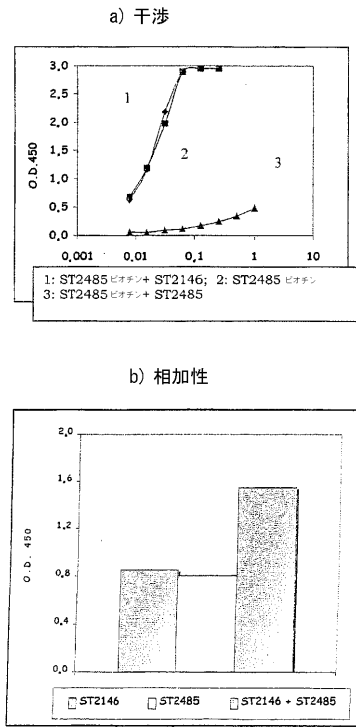 a) 干渉
3,0
2,5
2,0
1,5
1,0
0,5
0,0
O.D.450
1
2
3
0,001 0,01 0,1 1 10
1: ST2485 ビオチン + ST2146; 2: ST2485 ビオチン
3: ST2485 ビオチン + ST2485
b) 相加性
2,0
1,6
1,2
0,8
0,4
0,0
O.D. 450
ST2146 ST2485 ST2146 + ST2485